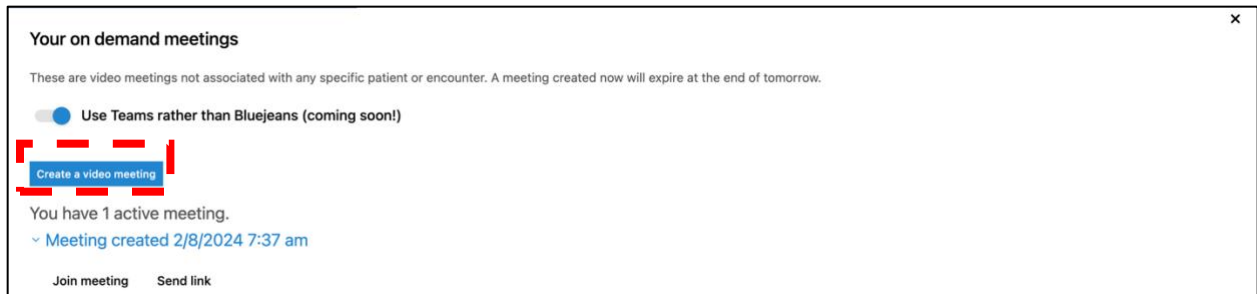 Your on demand meetings
These are video meetings not associated with any specific patient or encounter. A meeting created now will expire at the end of tomorrow.
Use Teams rather than Bluejeans (coming soon!)
Create a video meeting
You have 1 active meeting.
Meeting created 2/8/2024 7:37 am
Join meeting Send link